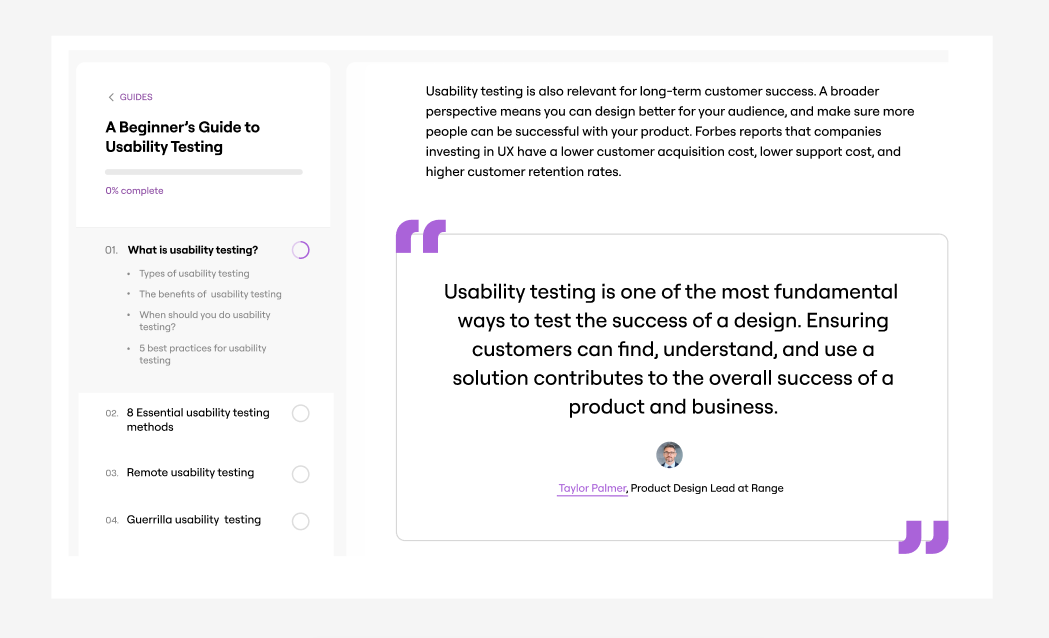 GUIDES
A Beginner's Guide to
Usability Testing
0% complete
01. What is usability testing?
• Types of usability testing
• The benefits of usability testing
• When should you do usability
testing?
• 5 best practices for usability
testing
02. 8 Essential usability testing
methods
03. Remote usability testing
04. Guerrilla usability testing
Usability testing is also relevant for long-term customer success. A broader
perspective means you can design better for your audience, and make sure more
people can be successful with your product. Forbes reports that companies
investing in UX have a lower customer acquisition cost, lower support cost, and
higher customer retention rates.
Usability testing is one of the most fundamental
ways to test the success of a design. Ensuring
customers can find, understand, and use a
solution contributes to the overall success of a
product and business.
Taylor Palmer, Product Design Lead at Range